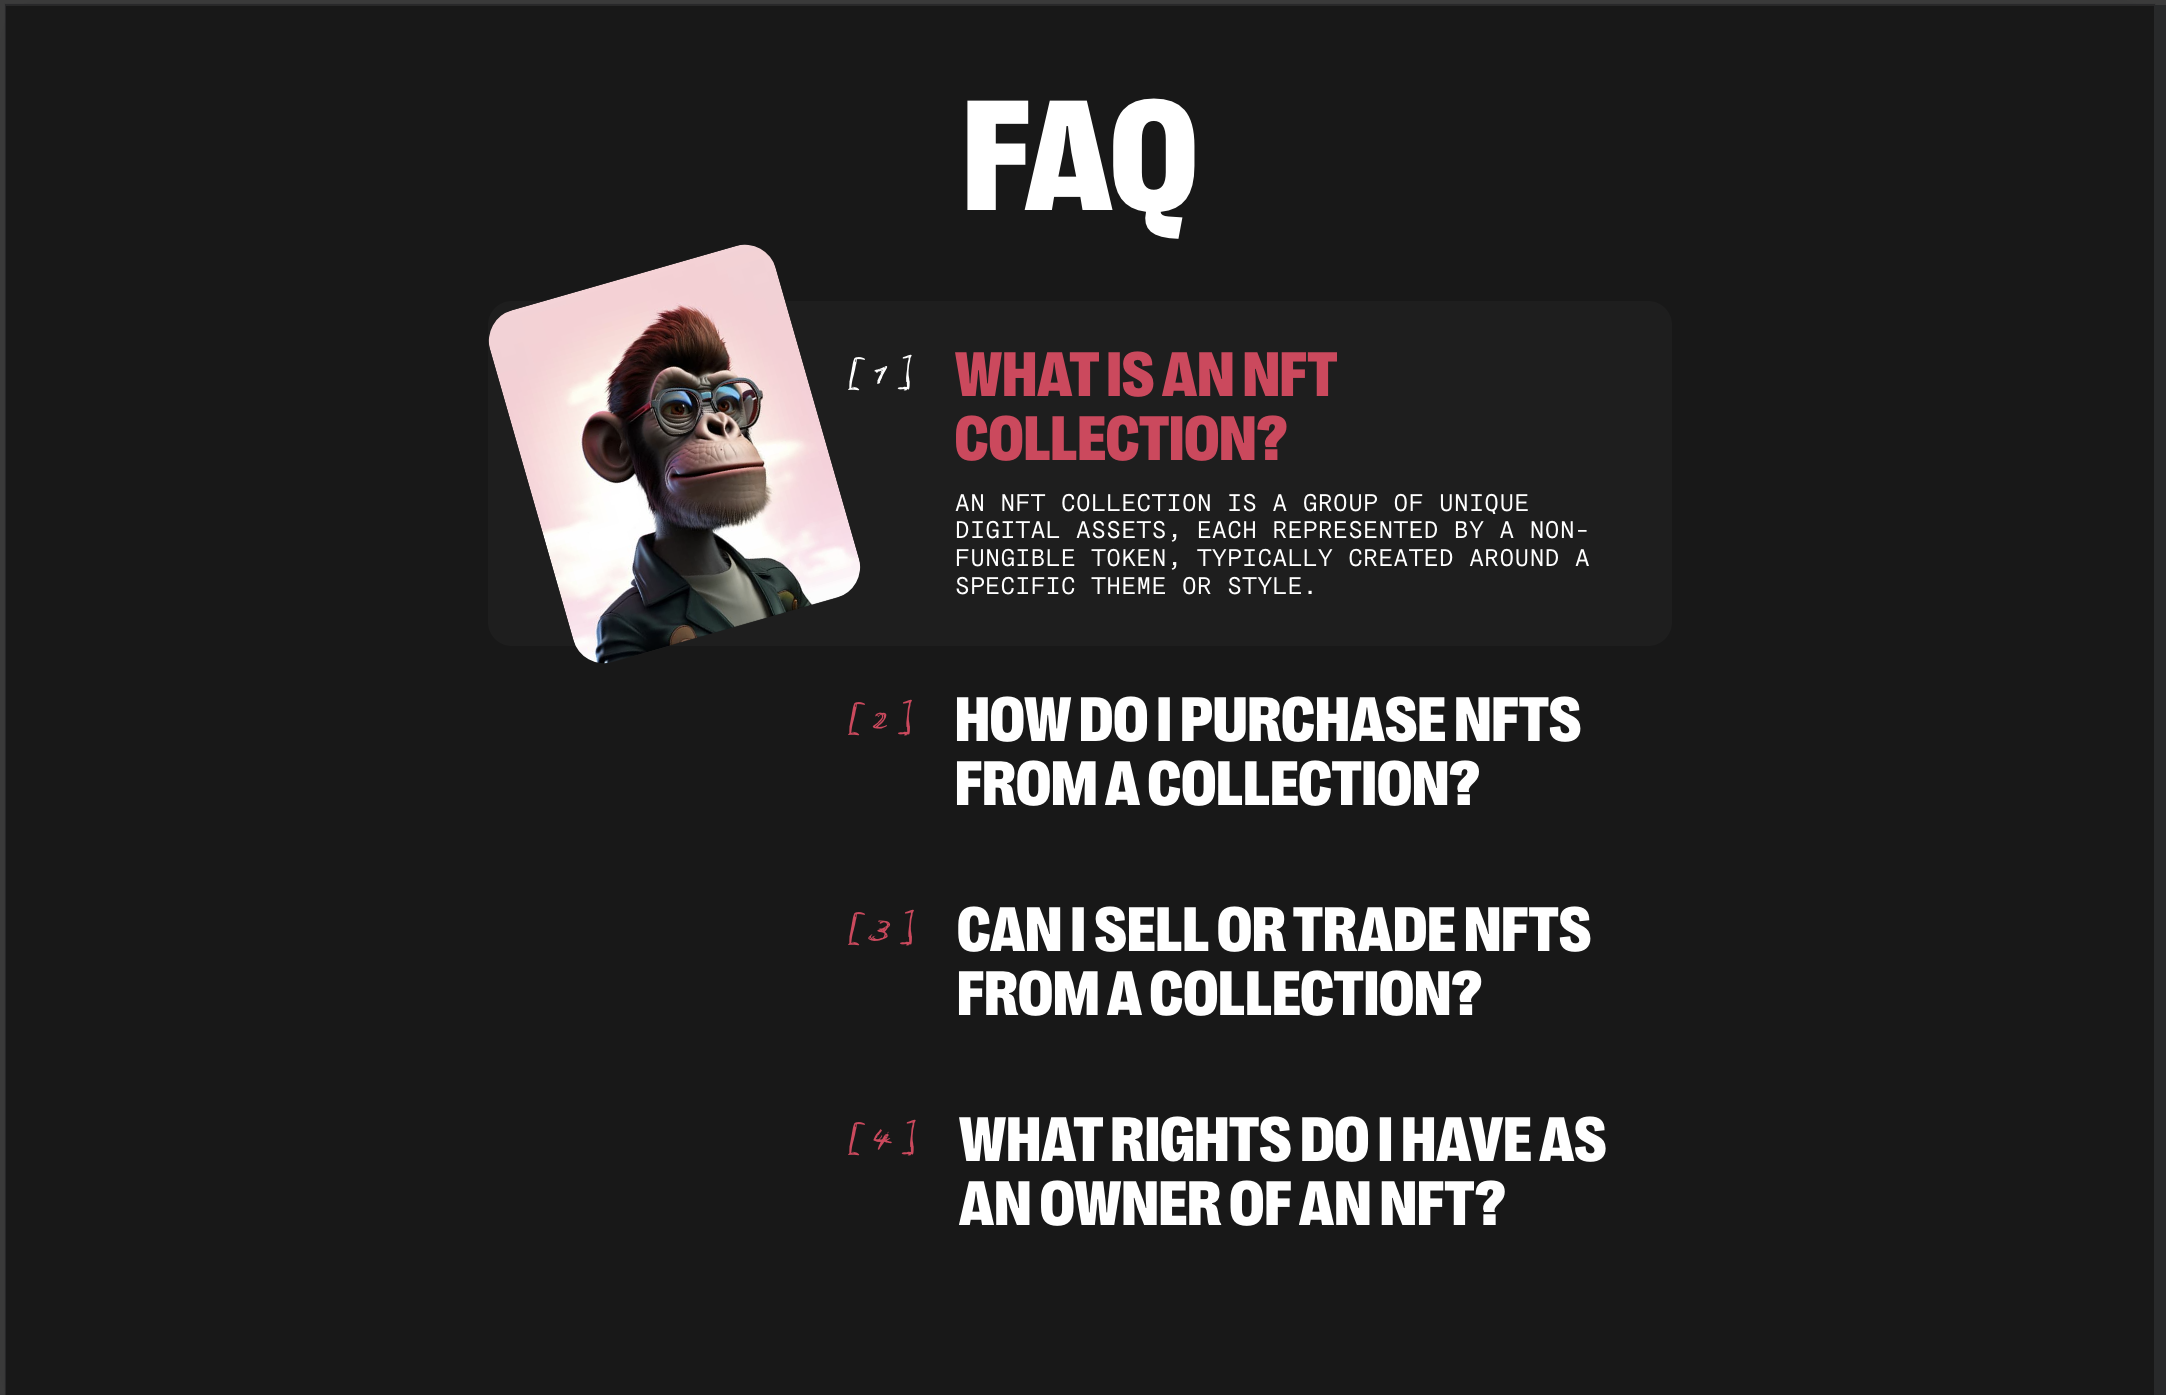 FAQ
[1]
WHAT IS AN NFT
COLLECTION?
AN NFT COLLECTION IS A GROUP OF UNIQUE
DIGITAL ASSETS, EACH REPRESENTED BY A NON-
FUNGIBLE TOKEN, TYPICALLY CREATED AROUND A
SPECIFIC THEME OR STYLE.
[2]
HOW DO I PURCHASE NFTS
FROM A COLLECTION?
[3]
CAN I SELL OR TRADE NFTS
FROM A COLLECTION?
[4]
WHAT RIGHTS DO I HAVE AS
AN OWNER OF AN NFT?